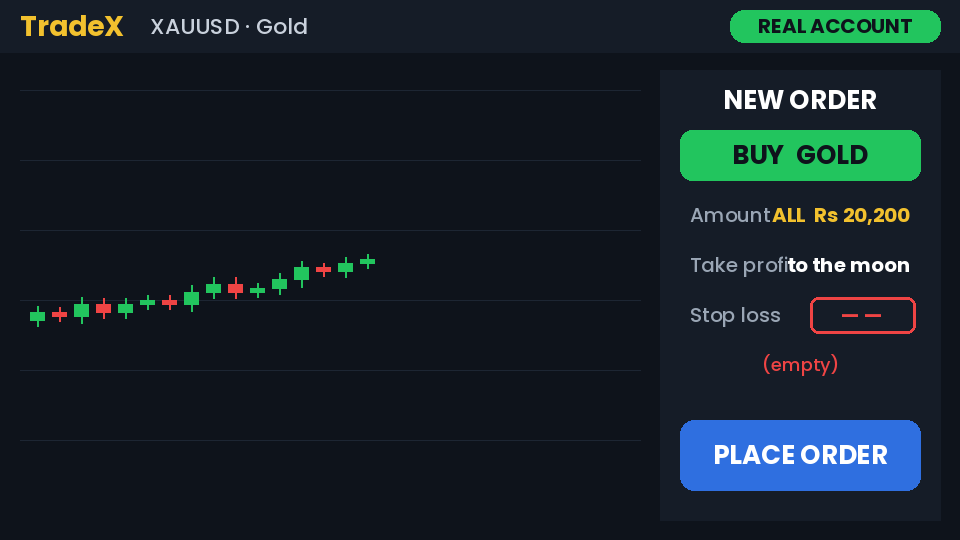 TradeX XAUUSD · Gold REAL ACCOUNT
NEW ORDER
BUY GOLD
Amount ALL Rs 20,200
Take profi to the moon
Stop loss — —
(empty)
PLACE ORDER